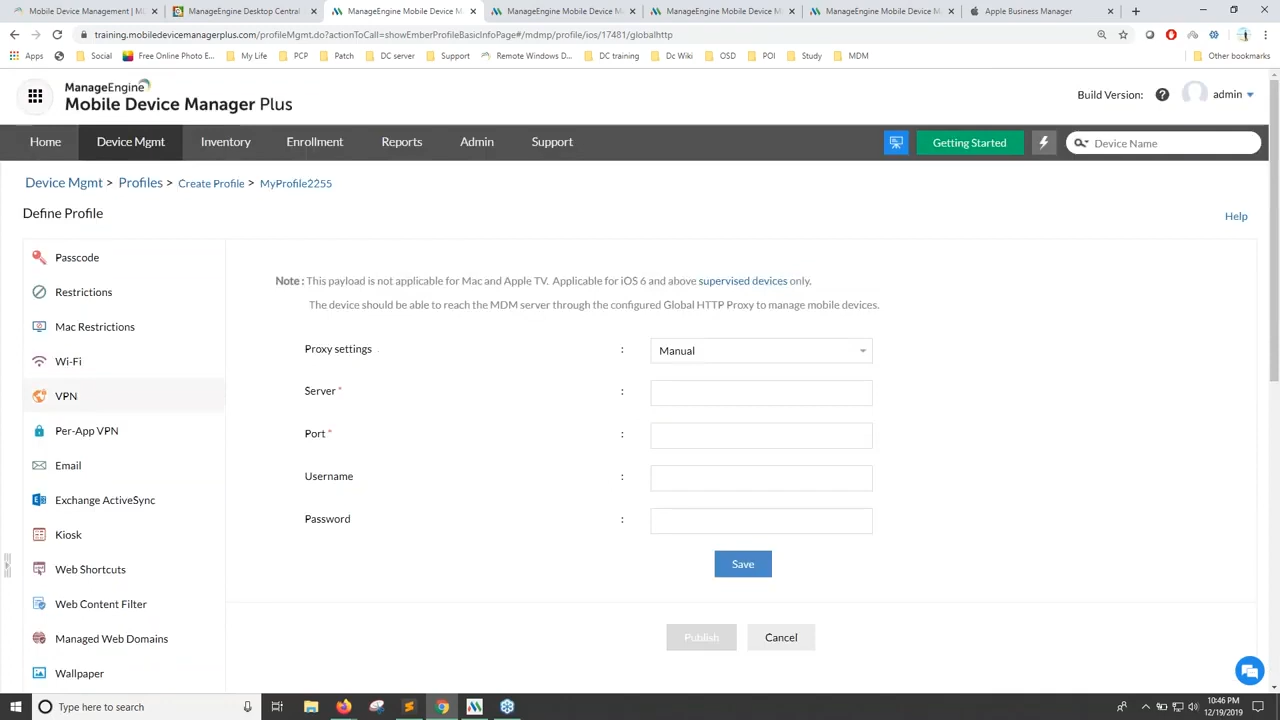 Mobile Device Management | ML
ManageEngine Desktop Central
ManageEngine Mobile Device M
ManageEngine Mobile Device M
ManageEngine Mobile Device M
ManageEngine Mobile Device M
Apple Business Manager
training.mobiledevicemanagerplus.com/profileMgmt.do?actionToCall=showEmberProfileBasicInfoPage#/mdmp/profile/ios/17481/globalhttp
Apps
Social
Free Online Photo E...
My Life
PCP
Patch
DC server
Support
Remote Windows D...
DC training
Dc Wiki
OSD
POI
Study
MDM
Other bookmarks
ManageEngine
Mobile Device Manager Plus
Build Version:
admin
Home
Device Mgmt
Inventory
Enrollment
Reports
Admin
Support
Getting Started
Device Name
Device Mgmt > Profiles > Create Profile > MyProfile2255
Define Profile
Help
Passcode
Restrictions
Mac Restrictions
Wi-Fi
VPN
Per-App VPN
Email
Exchange ActiveSync
Kiosk
Web Shortcuts
Web Content Filter
Managed Web Domains
Wallpaper
Note : This payload is not applicable for Mac and Apple TV. Applicable for iOS 6 and above supervised devices only.
The device should be able to reach the MDM server through the configured Global HTTP Proxy to manage mobile devices.
Proxy settings : Manual
Server * :
Port * :
Username :
Password :
Save
Publish
Cancel
Type here to search
10:46 PM
12/19/2019